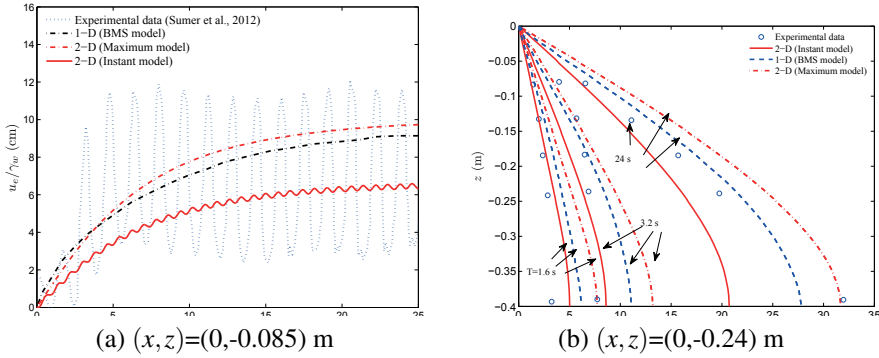 Experimental data (Sumer et al., 2012)
1−D (BMS model)
2−D (Maximum model)
2−D (Instant model)
u_e/γ_w (cm)
16
14
12
10
8
6
4
2
0
0 5 10 15 20 25
(a) (x,z)=(0,-0.085) m
Experimental data
2−D (Instant model)
1−D (BMS model)
2−D (Maximum model)
z (m)
0
−0.05
−0.1
−0.15
−0.2
−0.25
−0.3
−0.35
−0.4
24 s
3.2 s
T=1.6 s
0 5 10 15 20 25 30 35
(b) (x,z)=(0,-0.24) m